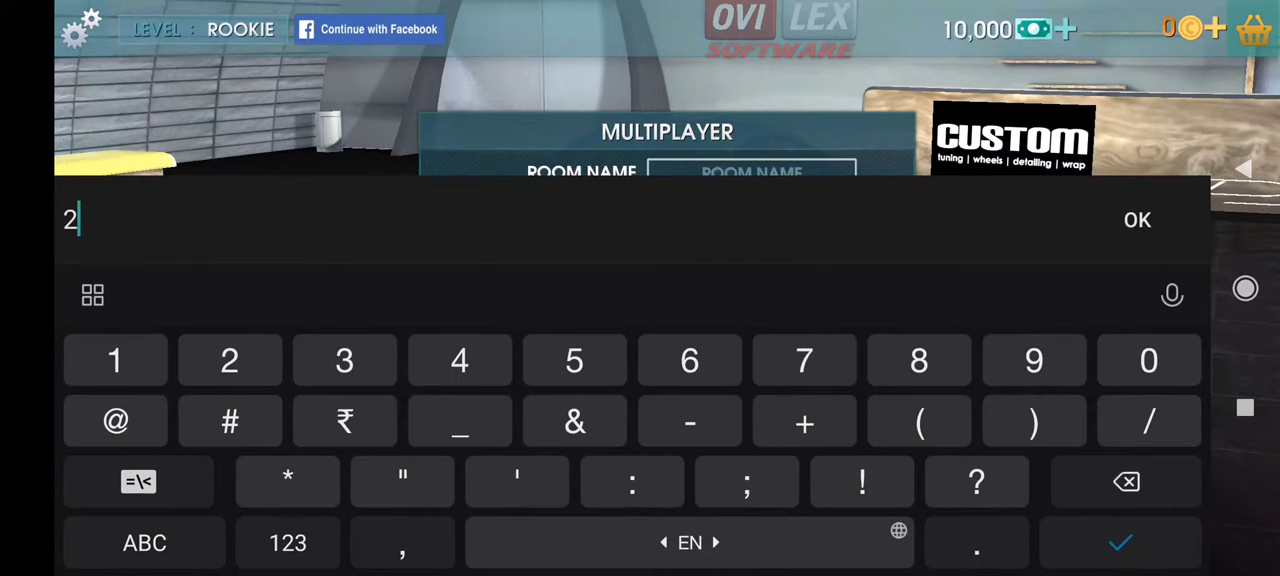 LEVEL : ROOKIE
Continue with Facebook
OVI LEX
SOFTWARE
10,000
0
MULTIPLAYER
CUSTOM
tuning | wheels | detailing | wrap
ROOM NAME ROOM NAME
2
OK
1 2 3 4 5 6 7 8 9 0
@ # ₹ _ & - + ( ) /
=\< * " ' : ; ! ?
ABC 123 , EN .